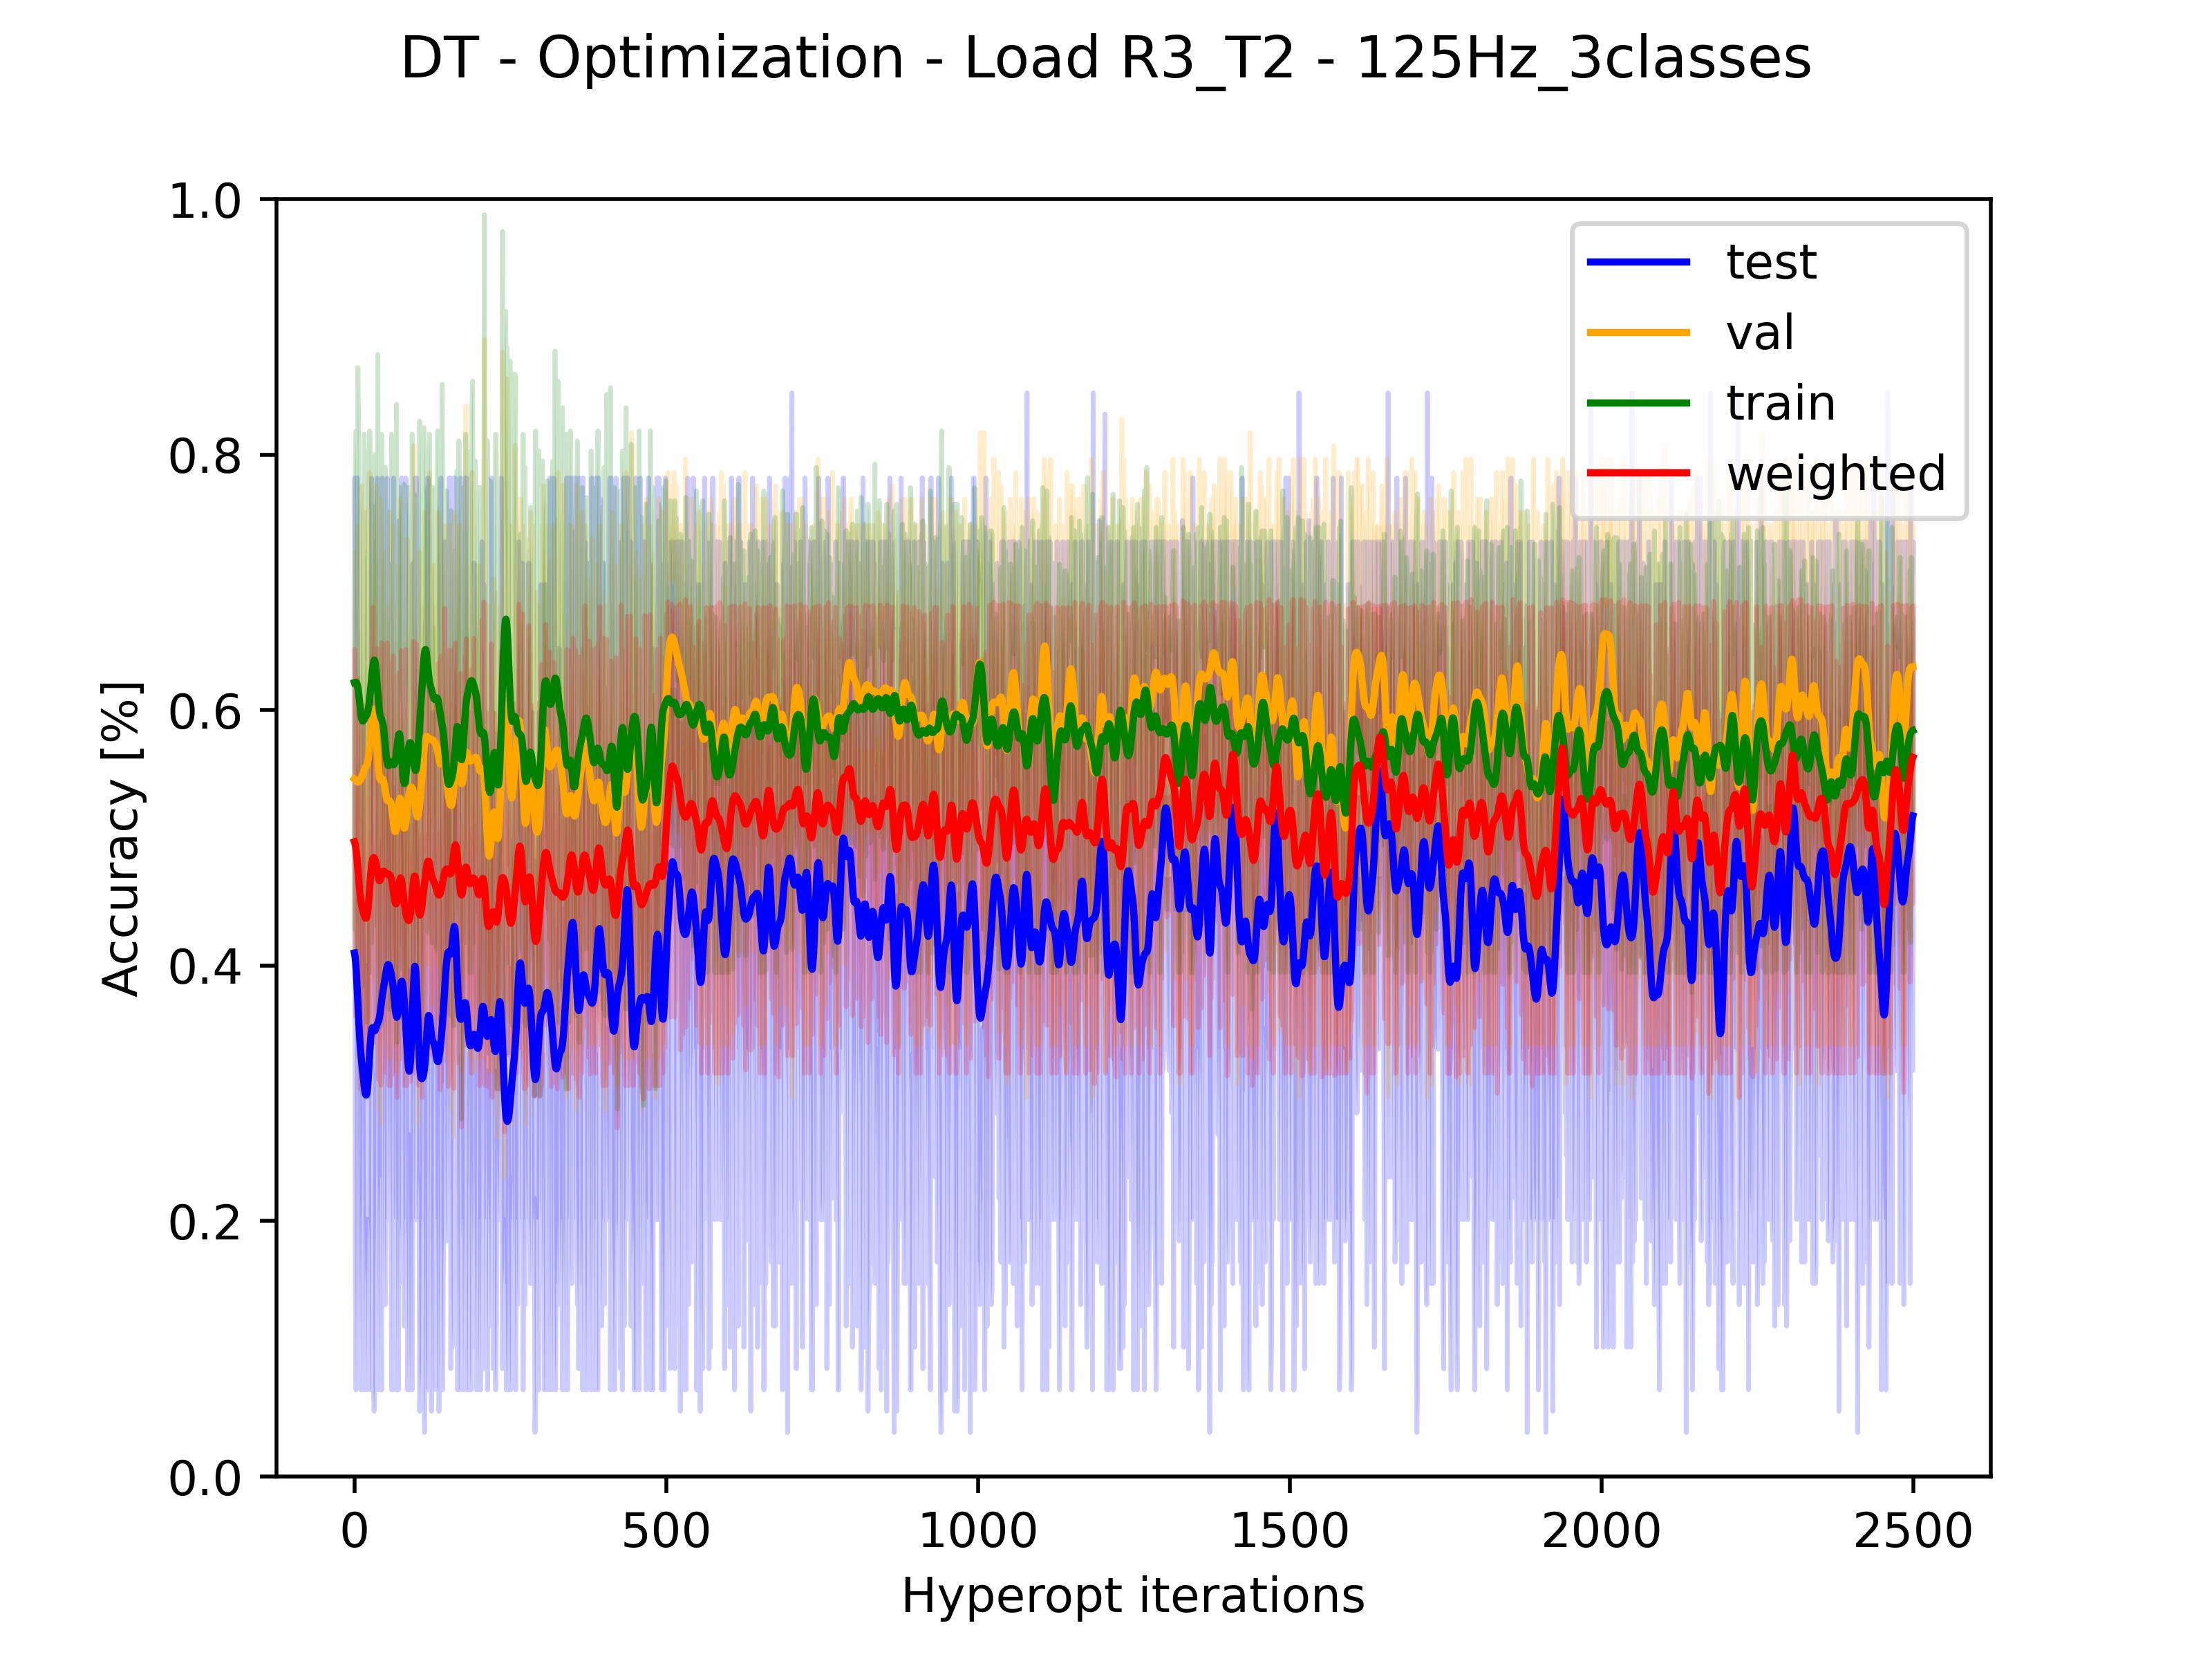 DT - Optimization - Load R3_T2 - 125Hz_3classes
1.0
0.8
0.6
0.4
0.2
0.0
Accuracy [%]
test
val
train
weighted
0 500 1000 1500 2000 2500
Hyperopt iterations